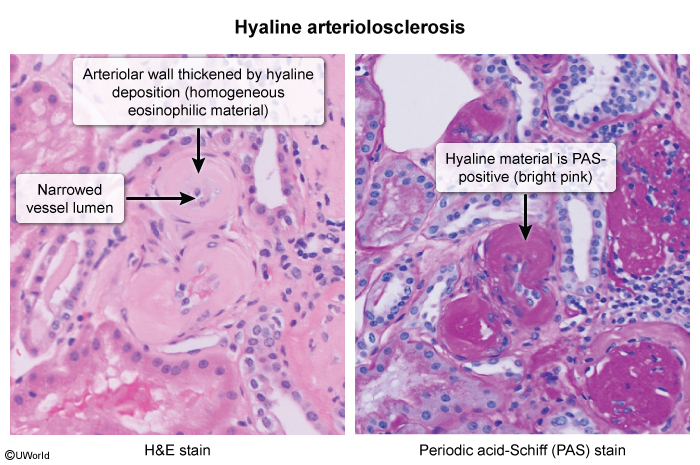 Hyaline arteriolosclerosis
Arteriolar wall thickened by hyaline
deposition (homogeneous
eosinophilic material)
Narrowed
vessel lumen
Hyaline material is PAS-
positive (bright pink)
©UWorld
H&E stain
Periodic acid-Schiff (PAS) stain